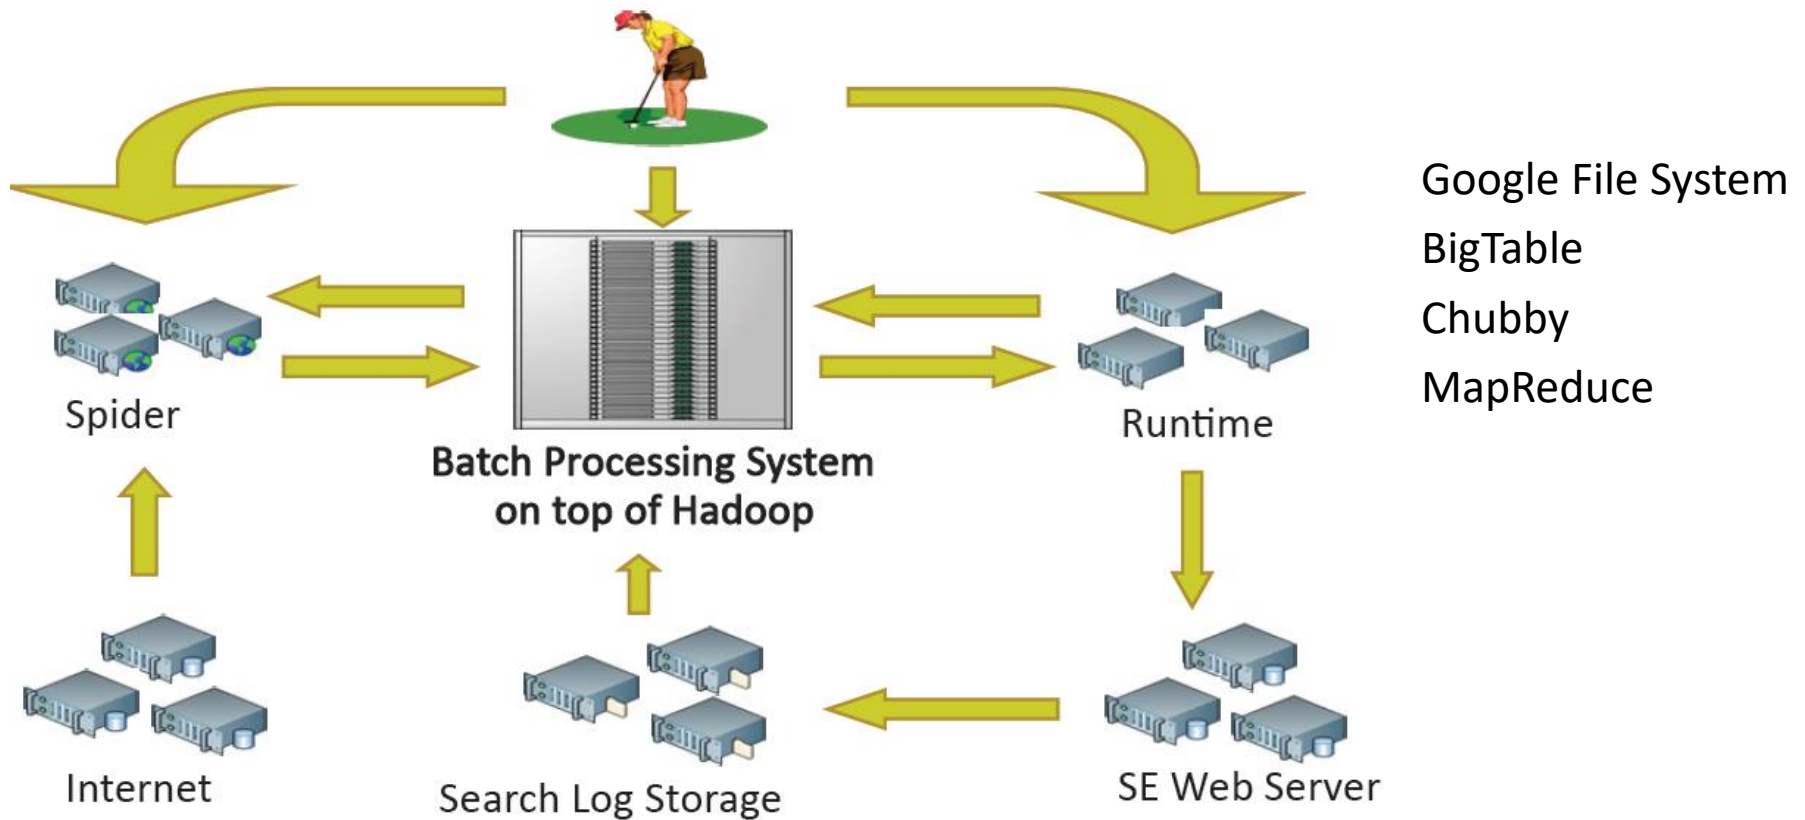 Google File System
BigTable
Chubby
MapReduce
Spider
Runtime
Batch Processing System
on top of Hadoop
Internet
Search Log Storage
SE Web Server